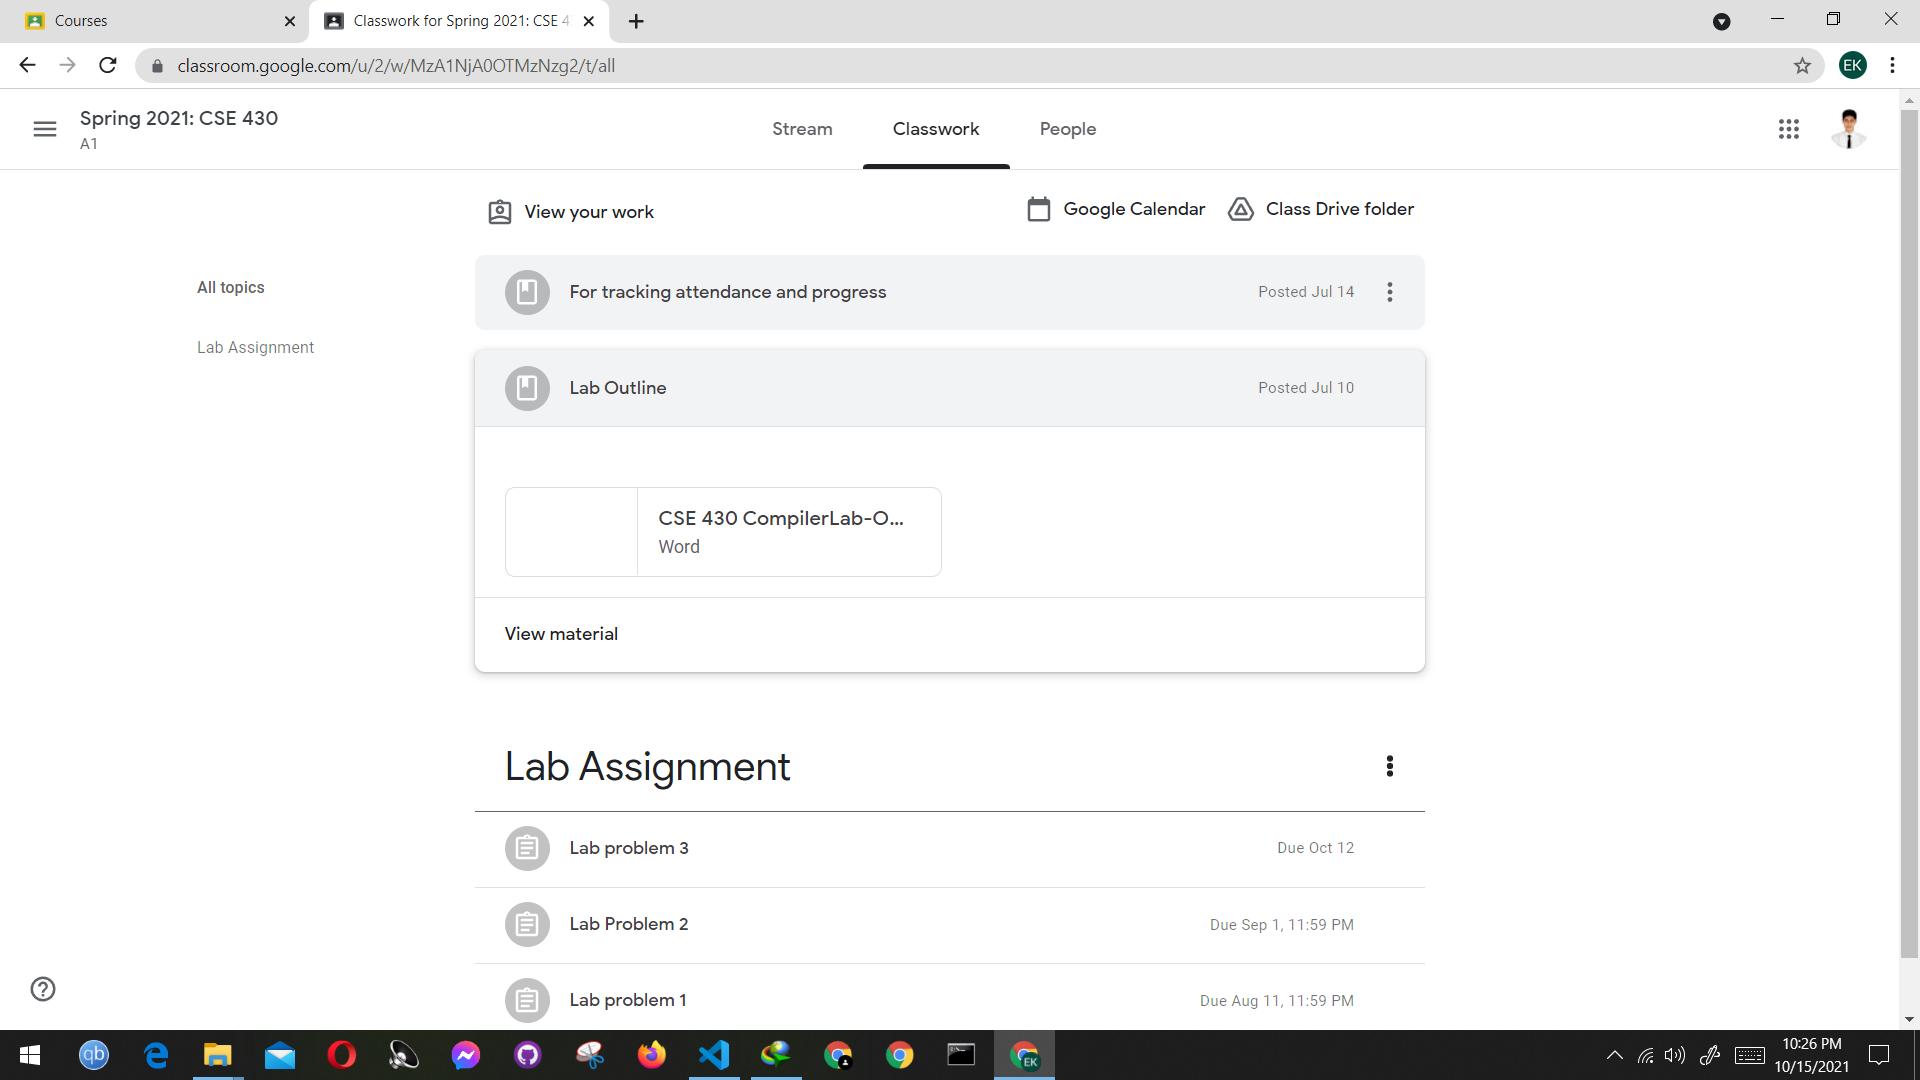 Courses
Classwork for Spring 2021: CSE 4
classroom.google.com/u/2/w/MzA1NjA0OTMzNzg2/t/all
EK
Spring 2021: CSE 430
A1
Stream
Classwork
People
View your work
Google Calendar
Class Drive folder
All topics
Lab Assignment
For tracking attendance and progress
Posted Jul 14
Lab Outline
Posted Jul 10
CSE 430 CompilerLab-O...
Word
View material
Lab Assignment
Lab problem 3
Due Oct 12
Lab Problem 2
Due Sep 1, 11:59 PM
Lab problem 1
Due Aug 11, 11:59 PM
qb
EK
10:26 PM
10/15/2021